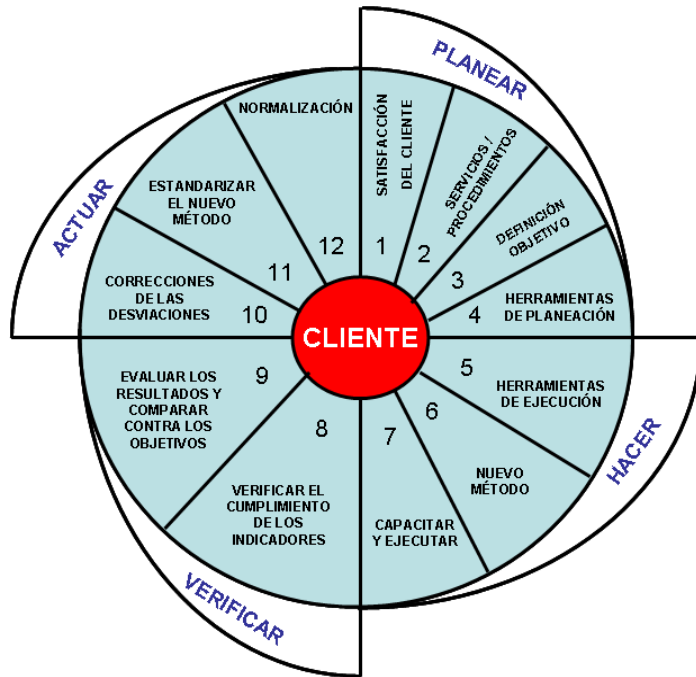 PLANEAR
SATISFACCIÓN
DEL CLIENTE
1
SERVICIOS /
PROCEDIMIENTOS
2
DEFINICIÓN
OBJETIVO
3
HERRAMIENTAS
DE PLANEACIÓN
4
HACER
5
HERRAMIENTAS
DE EJECUCIÓN
6
NUEVO
MÉTODO
7
CAPACITAR
Y EJECUTAR
VERIFICAR
8
VERIFICAR EL
CUMPLIMIENTO
DE LOS
INDICADORES
9
EVALUAR LOS
RESULTADOS Y
COMPARAR
CONTRA LOS
OBJETIVOS
ACTUAR
CORRECCIONES
DE LAS
DESVIACIONES
10
ESTANDARIZAR
EL NUEVO
MÉTODO
11
NORMALIZACIÓN
12
CLIENTE